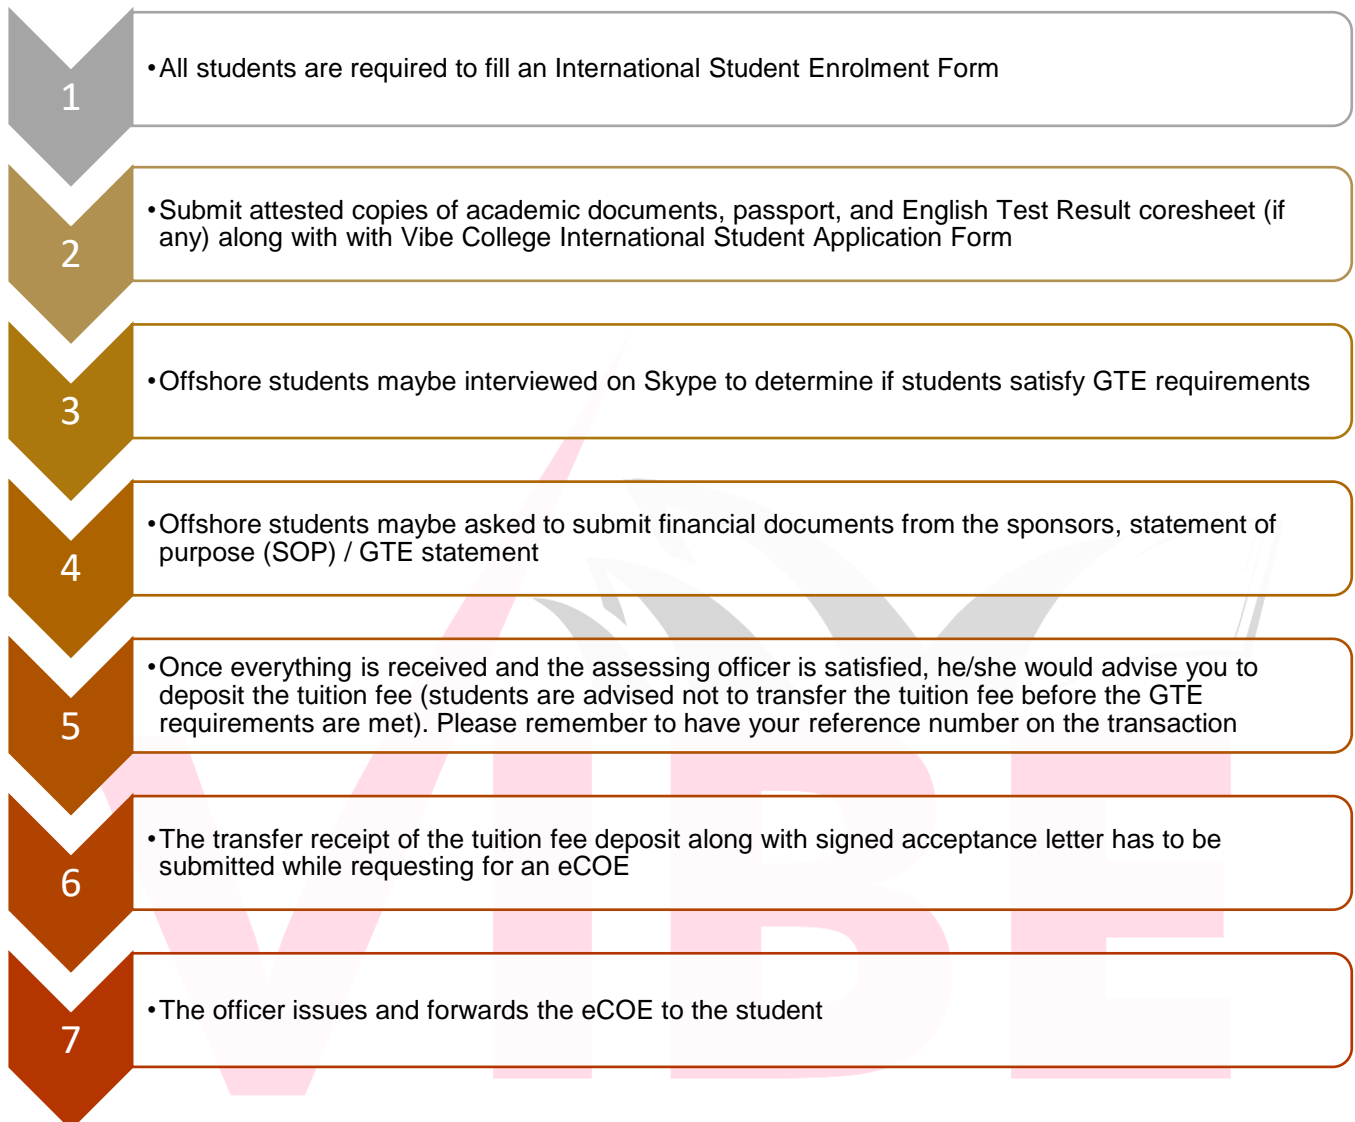 1
•All students are required to fill an International Student Enrolment Form
2
•Submit attested copies of academic documents, passport, and English Test Result coresheet (if
any) along with with Vibe College International Student Application Form
3
•Offshore students maybe interviewed on Skype to determine if students satisfy GTE requirements
4
•Offshore students maybe asked to submit financial documents from the sponsors, statement of
purpose (SOP) / GTE statement
5
•Once everything is received and the assessing officer is satisfied, he/she would advise you to
deposit the tuition fee (students are advised not to transfer the tuition fee before the GTE
requirements are met). Please remember to have your reference number on the transaction
6
•The transfer receipt of the tuition fee deposit along with signed acceptance letter has to be
submitted while requesting for an eCOE
7
•The officer issues and forwards the eCOE to the student
VIBE